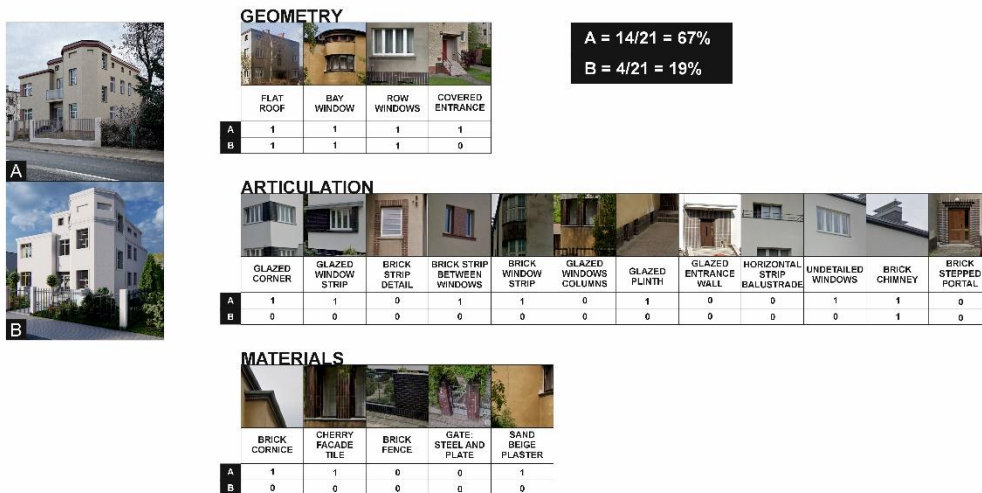 GEOMETRY
A = 14/21 = 67%
B = 4/21 = 19%
FLAT ROOF
BAY WINDOW
ROW WINDOWS
COVERED ENTRANCE
A 1 1 1 1
B 1 1 1 0
A
B
ARTICULATION
GLAZED CORNER
GLAZED WINDOW STRIP
BRICK STRIP DETAIL
BRICK STRIP BETWEEN WINDOWS
BRICK WINDOW STRIP
GLAZED WINDOWS COLUMNS
GLAZED PLINTH
GLAZED ENTRANCE WALL
HORIZONTAL STRIP BALUSTRADE
UNDETAILED WINDOWS
BRICK CHIMNEY
BRICK STEPPED PORTAL
A 1 1 0 1 1 0 1 0 0 1 1 0
B 0 0 0 0 0 0 0 0 0 0 1 0
MATERIALS
BRICK CORNICE
CHERRY FACADE TILE
BRICK FENCE
GATE: STEEL AND PLATE
SAND BEIGE PLASTER
A 1 1 0 0 1
B 0 0 0 0 0